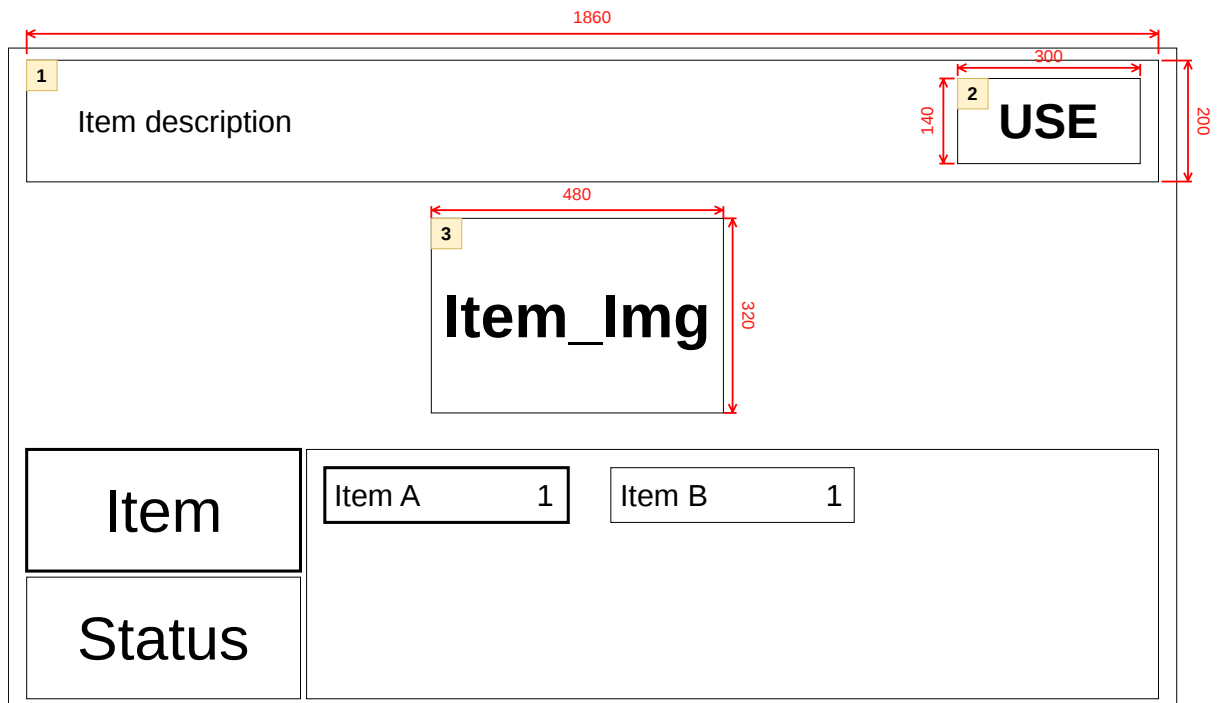 1860
1
Item description
2
USE
300
140
200
480
3
Item_Img
320
Item
Status
Item A 1
Item B 1